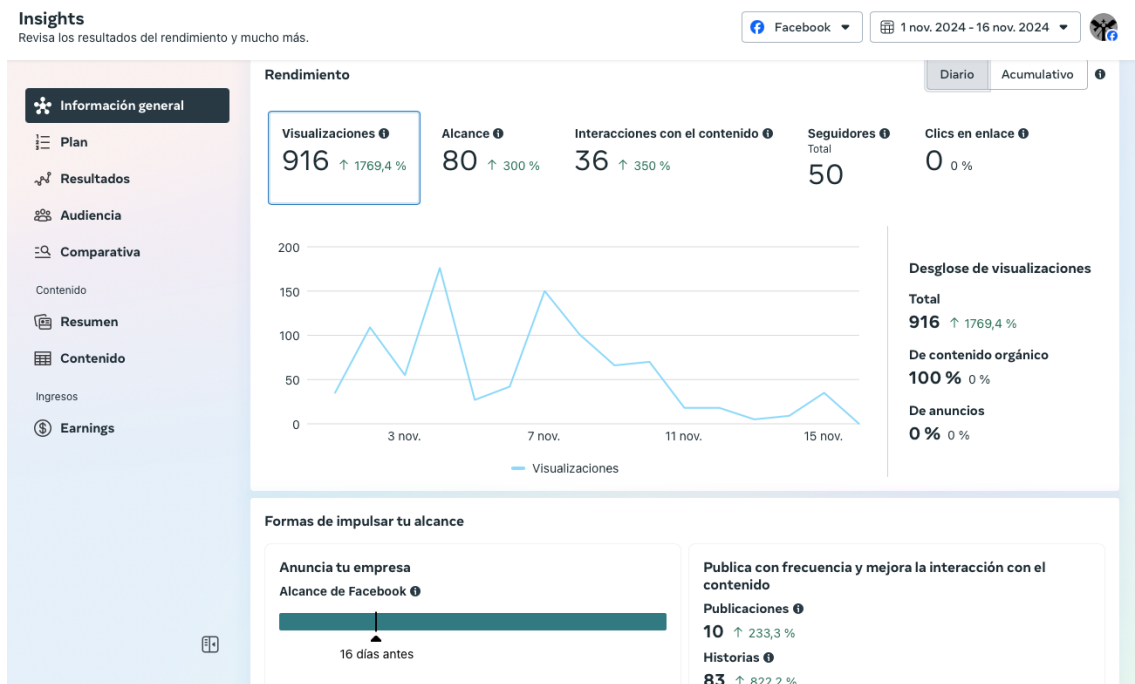 Insights
Revisa los resultados del rendimiento y mucho más.
Facebook
1 nov. 2024 - 16 nov. 2024
Información general
Plan
Resultados
Audiencia
Comparativa
Contenido
Resumen
Contenido
Ingresos
Earnings
Rendimiento
Diario
Acumulativo
Visualizaciones
916 ↑ 1769,4 %
Alcance
80 ↑ 300 %
Interacciones con el contenido
36 ↑ 350 %
Seguidores
Total
50
Clics en enlace
0 0 %
200
150
100
50
0
3 nov.
7 nov.
11 nov.
15 nov.
Visualizaciones
Desglose de visualizaciones
Total
916 ↑ 1769,4 %
De contenido orgánico
100 % 0 %
De anuncios
0 % 0 %
Formas de impulsar tu alcance
Anuncia tu empresa
Alcance de Facebook
16 días antes
Publica con frecuencia y mejora la interacción con el
contenido
Publicaciones
10 ↑ 233,3 %
Historias
83 ↑ 822,2 %